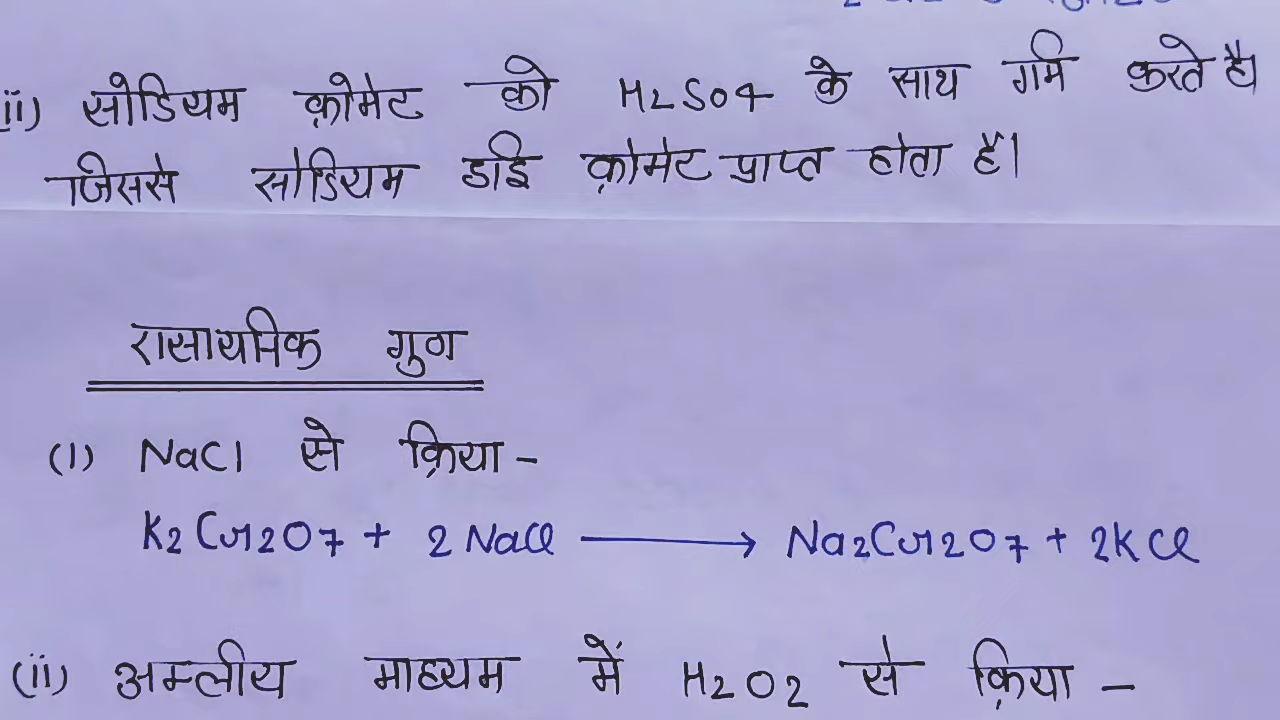 (ii) सोडियम क्रोमेट को H2SO4 के साथ गर्म करते है।
जिससे सोडियम डाई क्रोमेट प्राप्त होता है।
रासायनिक गुण
(1) NaCl से क्रिया -
K2Cr2O7 + 2NaCl ⟶ Na2Cr2O7 + 2KCl
(ii) अम्लीय माध्यम में H2O2 से क्रिया -